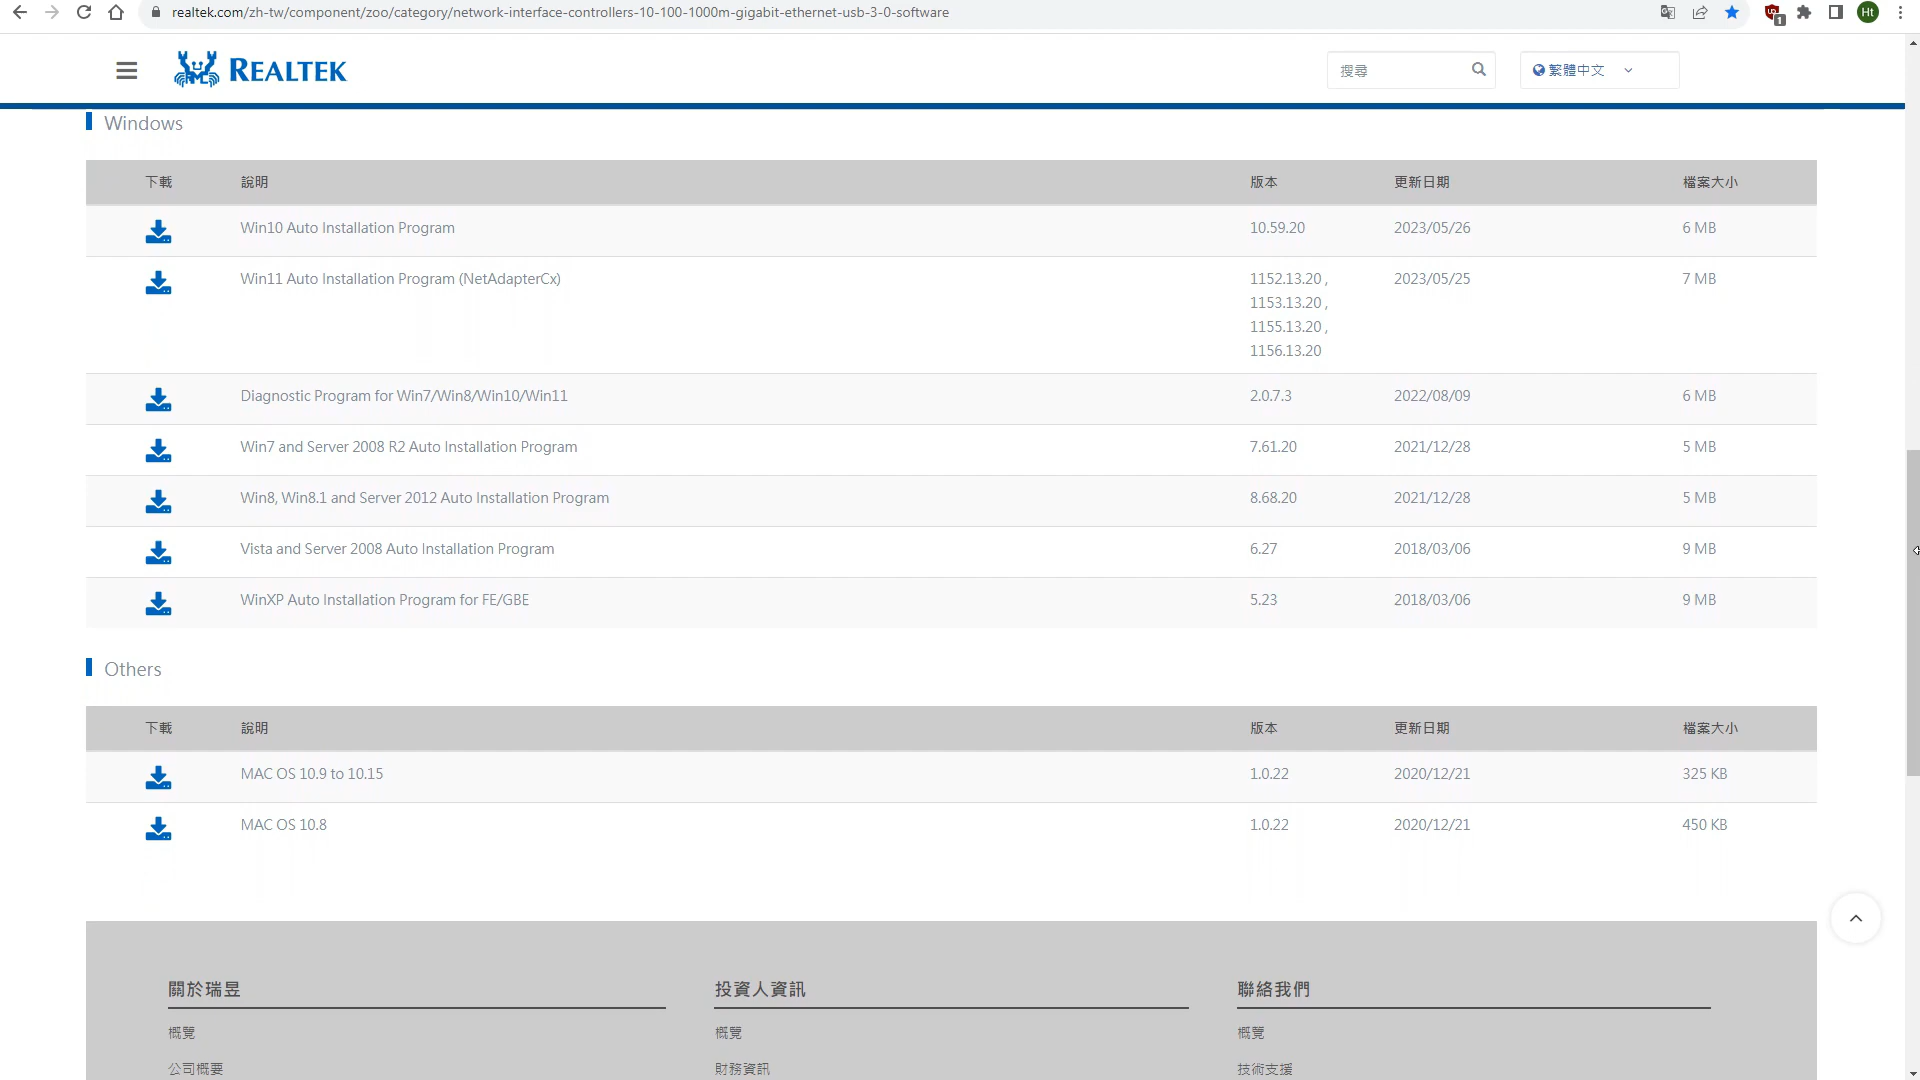 realtek.com/zh-tw/component/zoo/category/network-interface-controllers-10-100-1000m-gigabit-ethernet-usb-3-0-software
1
Ht
REALTEK
搜尋
繁體中文
Windows
下載 說明 版本 更新日期 檔案大小
Win10 Auto Installation Program 10.59.20 2023/05/26 6 MB
Win11 Auto Installation Program (NetAdapterCx) 1152.13.20 , 2023/05/25 7 MB
1153.13.20 ,
1155.13.20 ,
1156.13.20
Diagnostic Program for Win7/Win8/Win10/Win11 2.0.7.3 2022/08/09 6 MB
Win7 and Server 2008 R2 Auto Installation Program 7.61.20 2021/12/28 5 MB
Win8, Win8.1 and Server 2012 Auto Installation Program 8.68.20 2021/12/28 5 MB
Vista and Server 2008 Auto Installation Program 6.27 2018/03/06 9 MB
WinXP Auto Installation Program for FE/GBE 5.23 2018/03/06 9 MB
Others
下載 說明 版本 更新日期 檔案大小
MAC OS 10.9 to 10.15 1.0.22 2020/12/21 325 KB
MAC OS 10.8 1.0.22 2020/12/21 450 KB
關於瑞昱 投資人資訊 聯絡我們
概覽 概覽 概覽
公司概要 財務資訊 技術支援